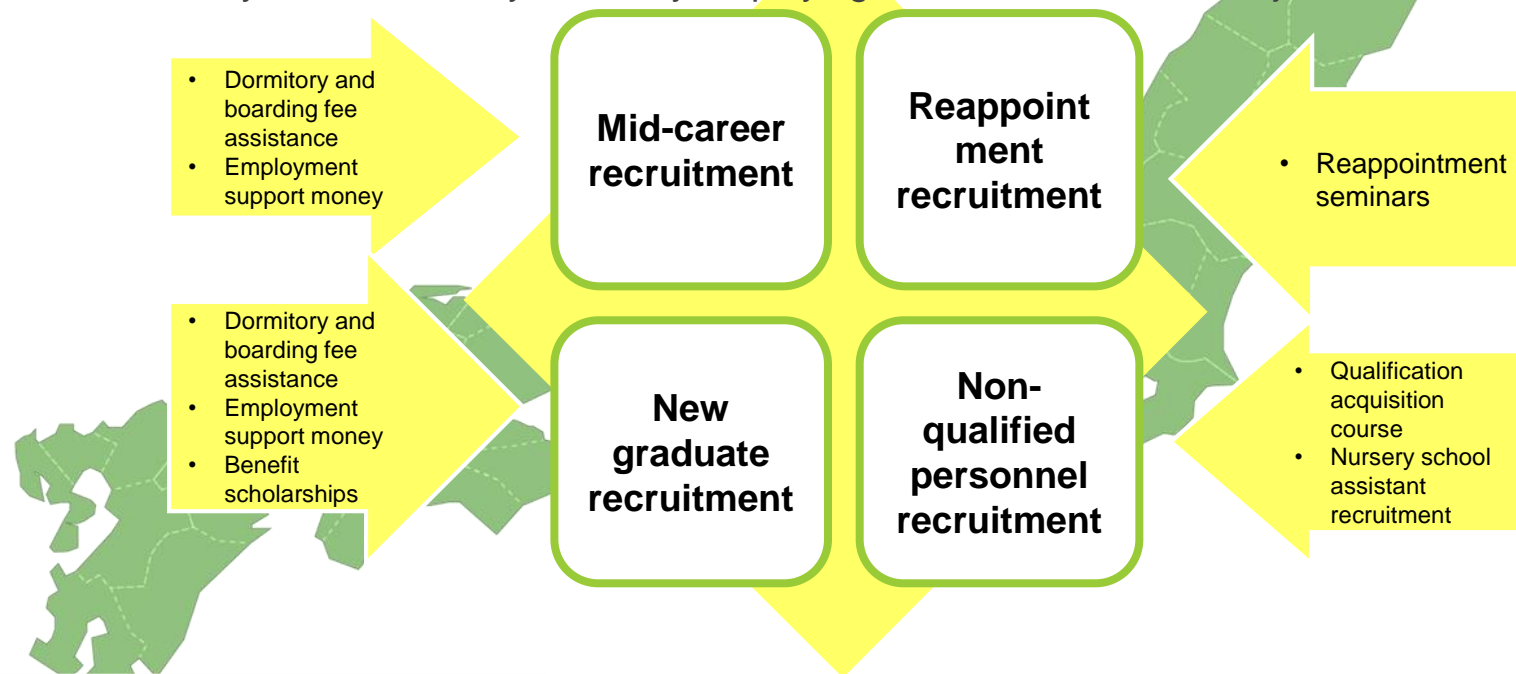 • Dormitory and
boarding fee
assistance
• Employment
support money
Mid-career
recruitment
Reappoint
ment
recruitment
• Reappointment
seminars
• Dormitory and
boarding fee
assistance
• Employment
support money
• Benefit
scholarships
New
graduate
recruitment
Non-
qualified
personnel
recruitment
• Qualification
acquisition
course
• Nursery school
assistant
recruitment